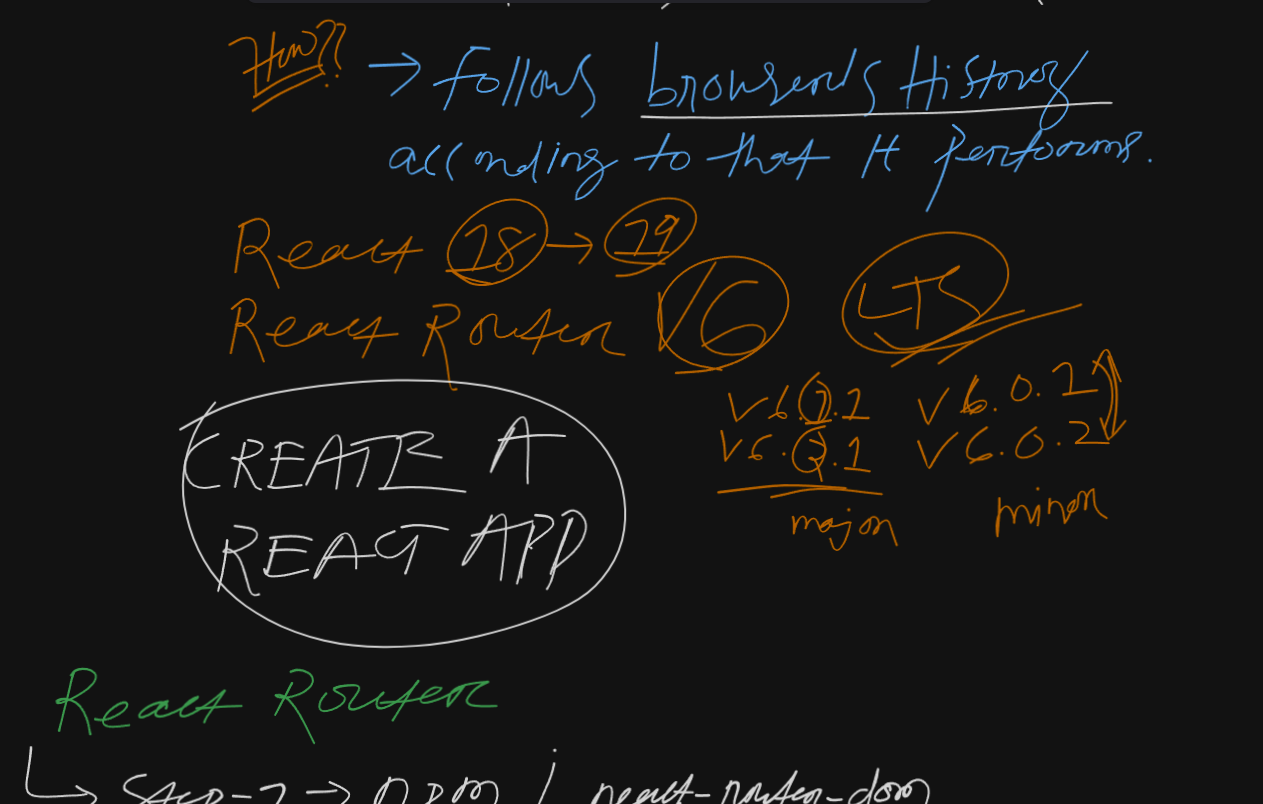 How??
→ Follows browser's History
according to that It Performs.
React 18 → 19
React Router V6 LTS
V6.1.1 V6.0.1
V6.2.1 V6.0.2
major minor
CREATE A
REACT APP
React Router
↳ Step-1 → npm i react-router-dom